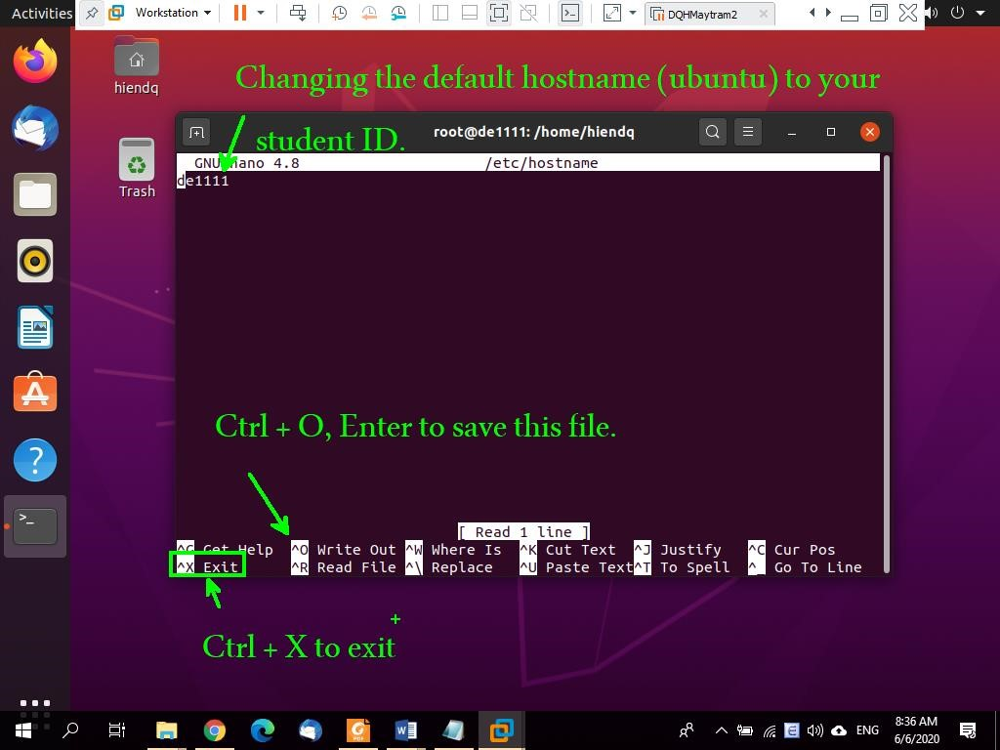 Activities
Workstation
DQHMaytram2
hiendq
Trash
Changing the default hostname (ubuntu) to your
student ID.
root@de1111: /home/hiendq
GNU nano 4.8 /etc/hostname
de1111
Ctrl + O, Enter to save this file.
[ Read 1 line ]
^G Get Help ^O Write Out ^W Where Is ^K Cut Text ^J Justify ^C Cur Pos
^X Exit ^R Read File ^\ Replace ^U Paste Text ^T To Spell ^_ Go To Line
Ctrl + X to exit
ENG
8:36 AM
6/6/2020